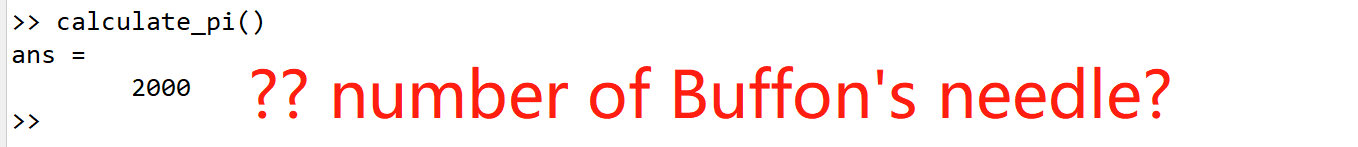 >> calculate_pi()
ans =
2000
?? number of Buffon's needle?
>>